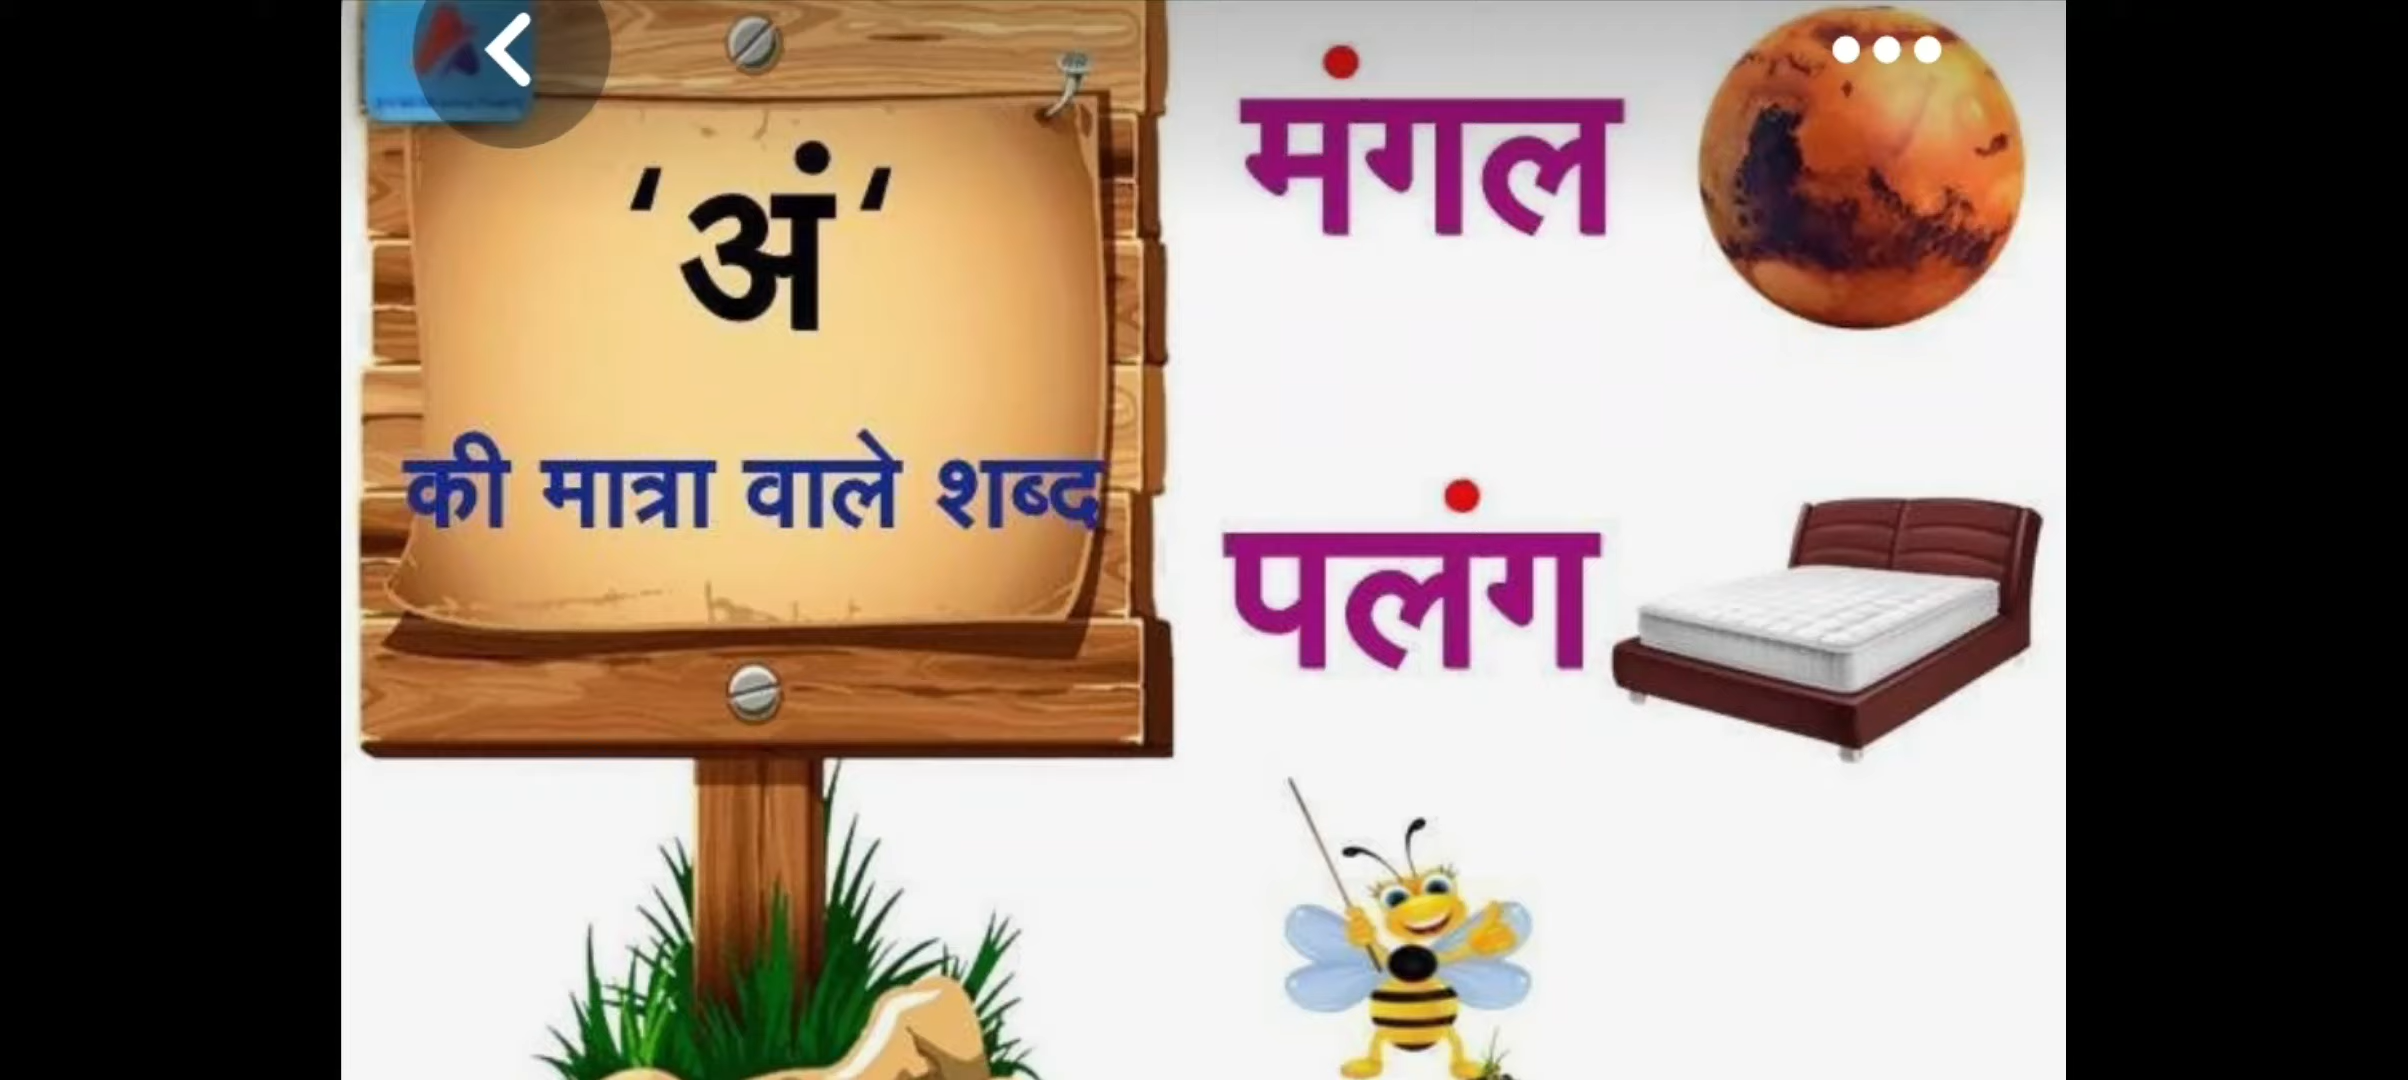 'अं'
की मात्रा वाले शब्द
मंगल
पलंग